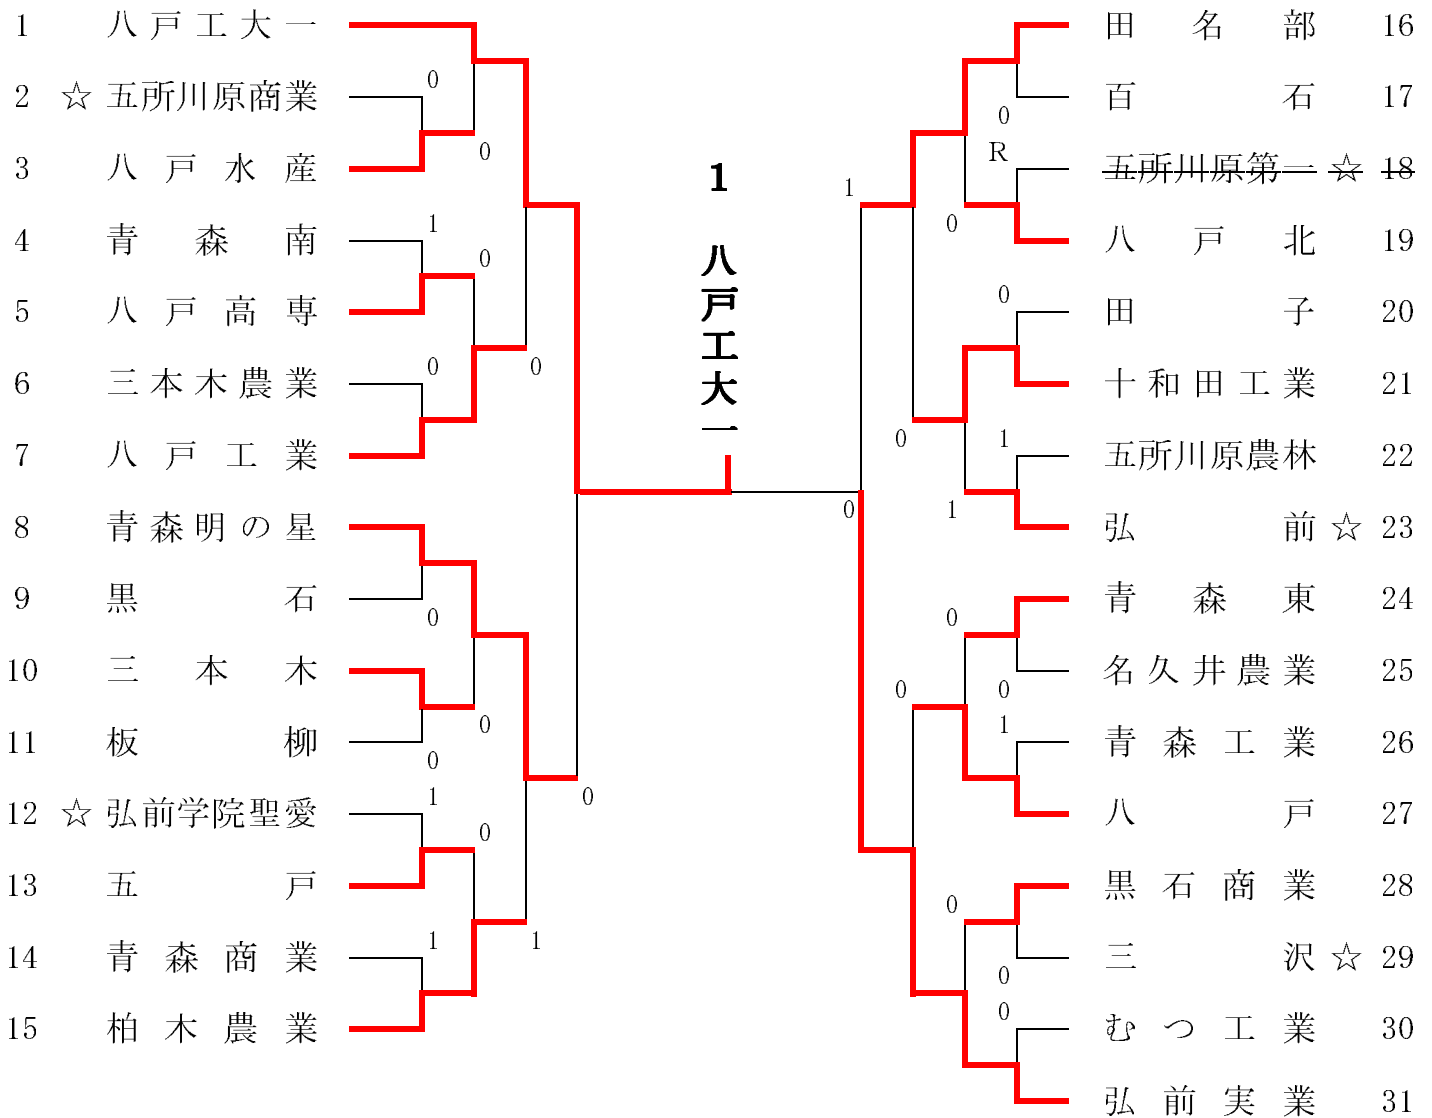 1 八戸工大一
0
2 ☆ 五所川原商業
0
3 八戸水産
1
4 青森南
0
5 八戸高専
0
0
6 三本木農業
7 八戸工業
8 青森明の星
9 黒石
0
10 三本木
0
11 板柳
0
1
0
12 ☆ 弘前学院聖愛
0
13 五戸
1
1
14 青森商業
15 柏木農業
1 八戸工大一
田名部 16
百石 17
0
R
1
五所川原第一 ☆ 18
0
八戸北 19
0
田子 20
十和田工業 21
0
1
五所川原農林 22
0
1
弘前 ☆ 23
青森東 24
0
名久井農業 25
0
0
1
青森工業 26
八戸 27
黒石商業 28
0
三沢 ☆ 29
0
0
むつ工業 30
弘前実業 31